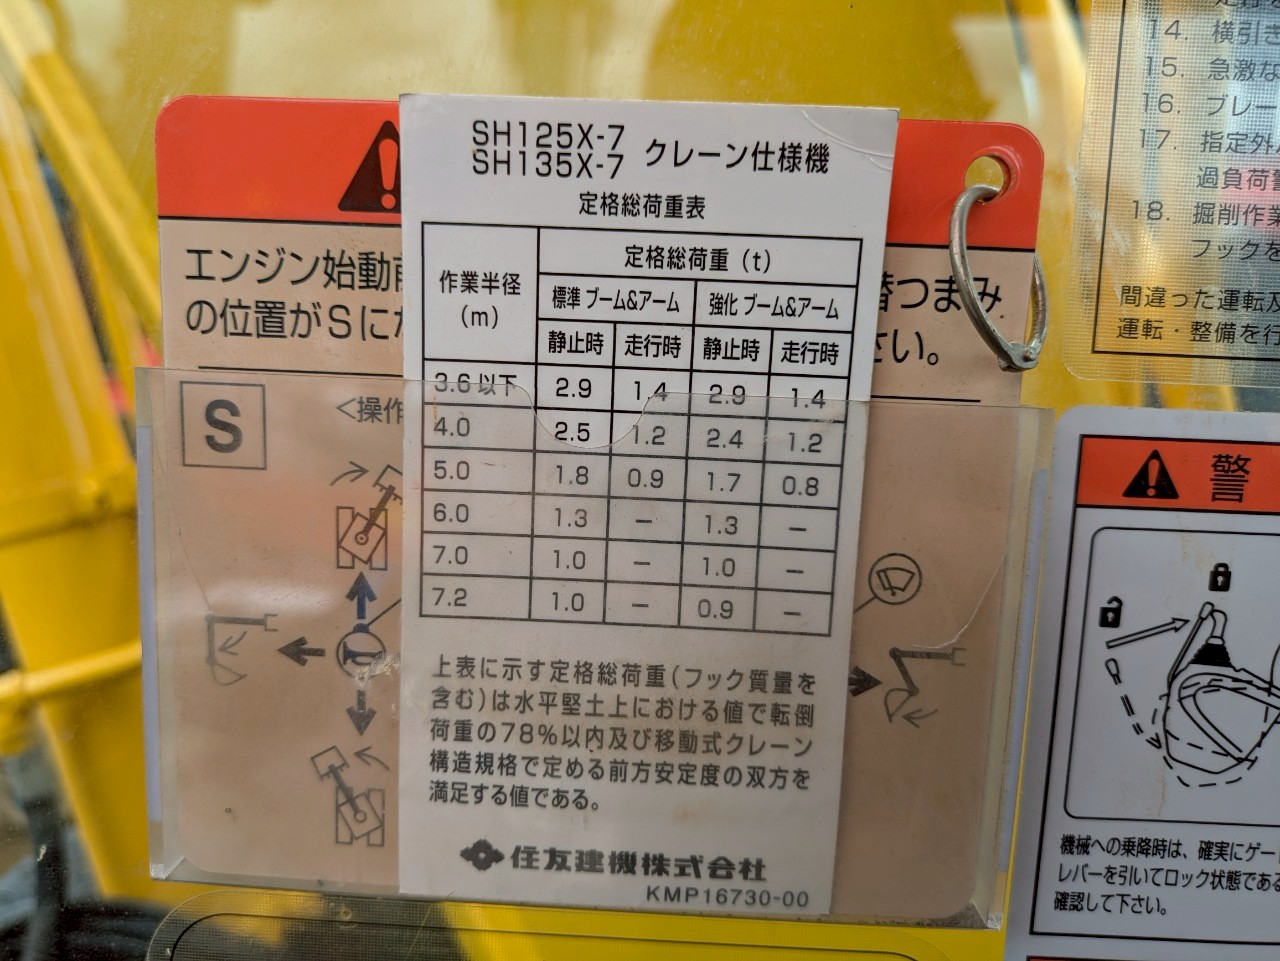 SH125X-7
SH135X-7
クレーン仕様機
定格総荷重表
作業半径
(m)
定格総荷重 (t)
標準 ブーム&アーム 強化 ブーム&アーム
静止時 走行時 静止時 走行時
3.6以下 2.9 1.4 2.9 1.4
4.0 2.5 1.2 2.4 1.2
5.0 1.8 0.9 1.7 0.8
6.0 1.3 – 1.3 –
7.0 1.0 – 1.0 –
7.2 1.0 – 0.9 –
上表に示す定格総荷重(フック質量を
含む)は水平堅土上における値で転倒
荷重の78%以内及び移動式クレーン
構造規格で定める前方安定度の双方を
満足する値である。
住友建機株式会社
KMP16730-00
エンジン始動前
の位置がSに
つまみ
さい。
S
<操作
14. 横引き
15. 急激な
16. ブレー
17. 指定外
過負荷
18. 掘削作業
フックを
間違った運転
運転・整備を行
警
機械への乗降時は、確実にゲー
レバーを引いてロック状態である
確認して下さい。